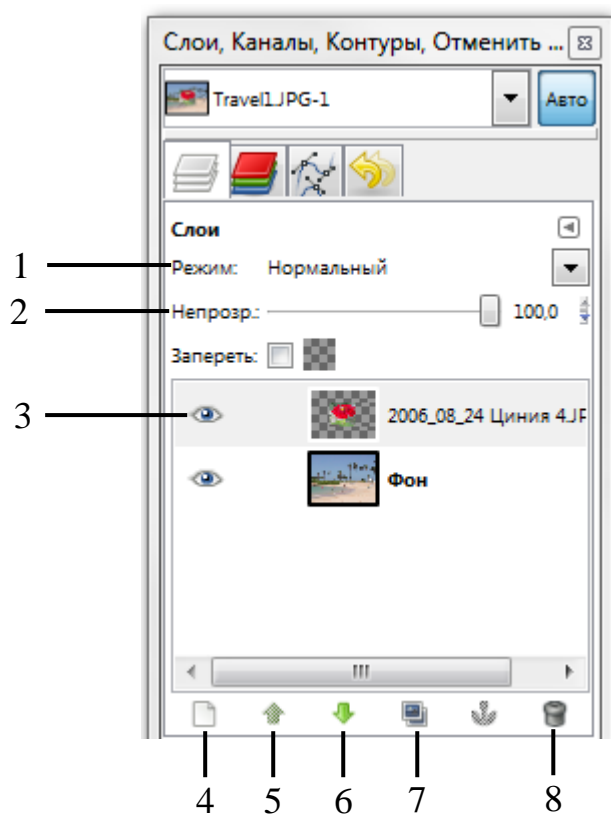 Слои, Каналы, Контуры, Отменить ...
Travel1.JPG-1
Авто
Слои
1 Режим: Нормальный
2 Непрозр.: 100,0
Запереть:
3 2006_08_24 Циния 4.JP
Фон
4 5 6 7 8